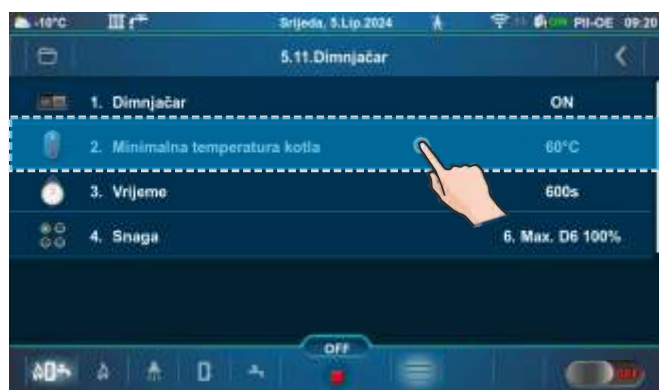 -10°C Srijeda, 5.Lip.2024 PII-OE 09:20
5.11.Dimnjačar
1. Dimnjačar ON
2. Minimalna temperatura kotla 60°C
3. Vrijeme 600s
4. Snaga 6. Max. D6 100%
OFF
OFF